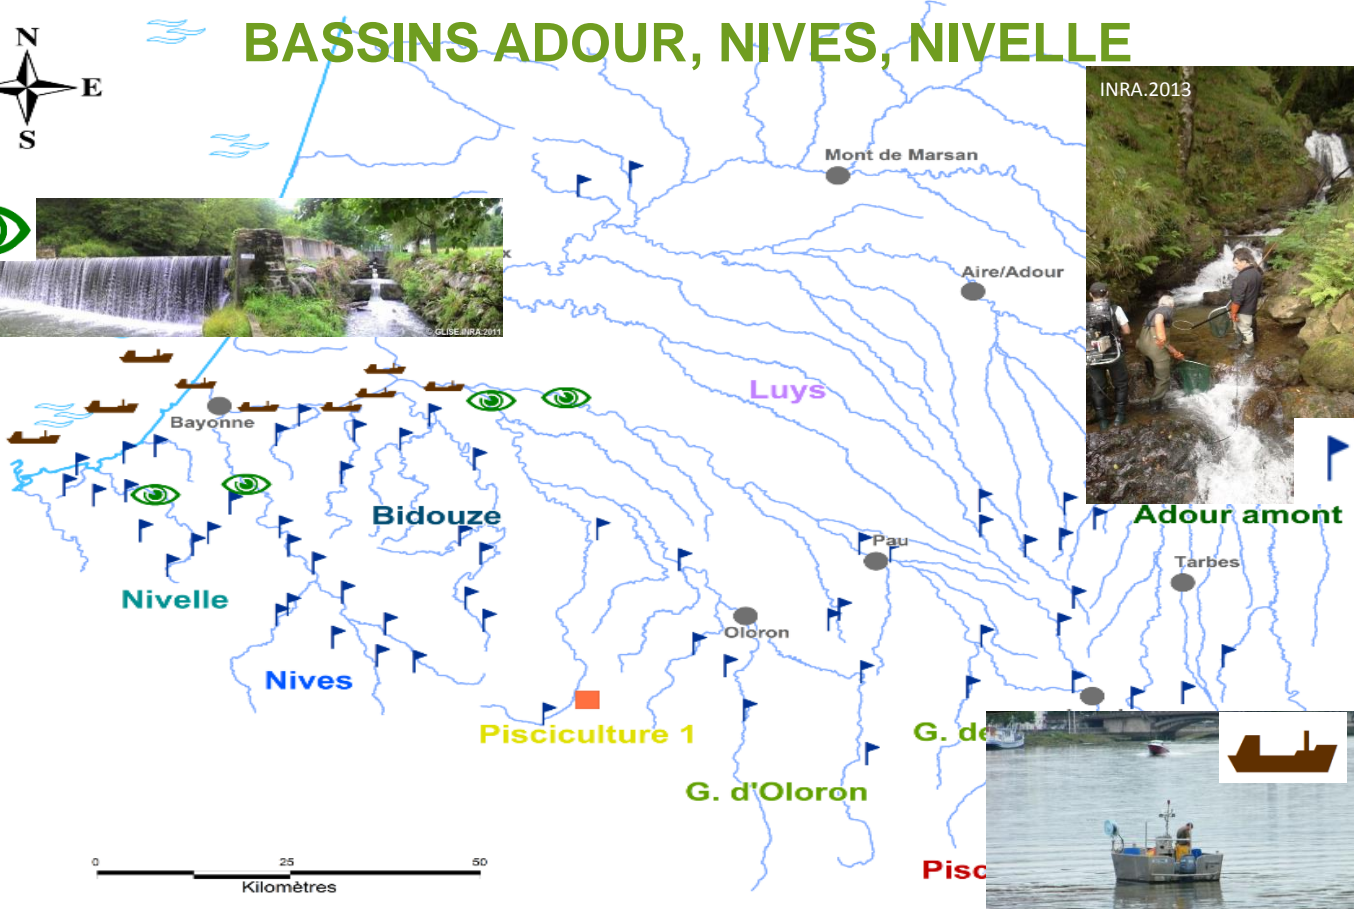 BASSINS ADOUR, NIVES, NIVELLE
N
E
S
INRA.2013
Mont de Marsan
Aire/Adour
© GLISE.INRA.2011
Luys
Bayonne
Bidouze
Adour amont
Pau
Tarbes
Nivelle
Oloron
Nives
Pisciculture 1
G. de
G. d'Oloron
0 25 50
Kilomètres